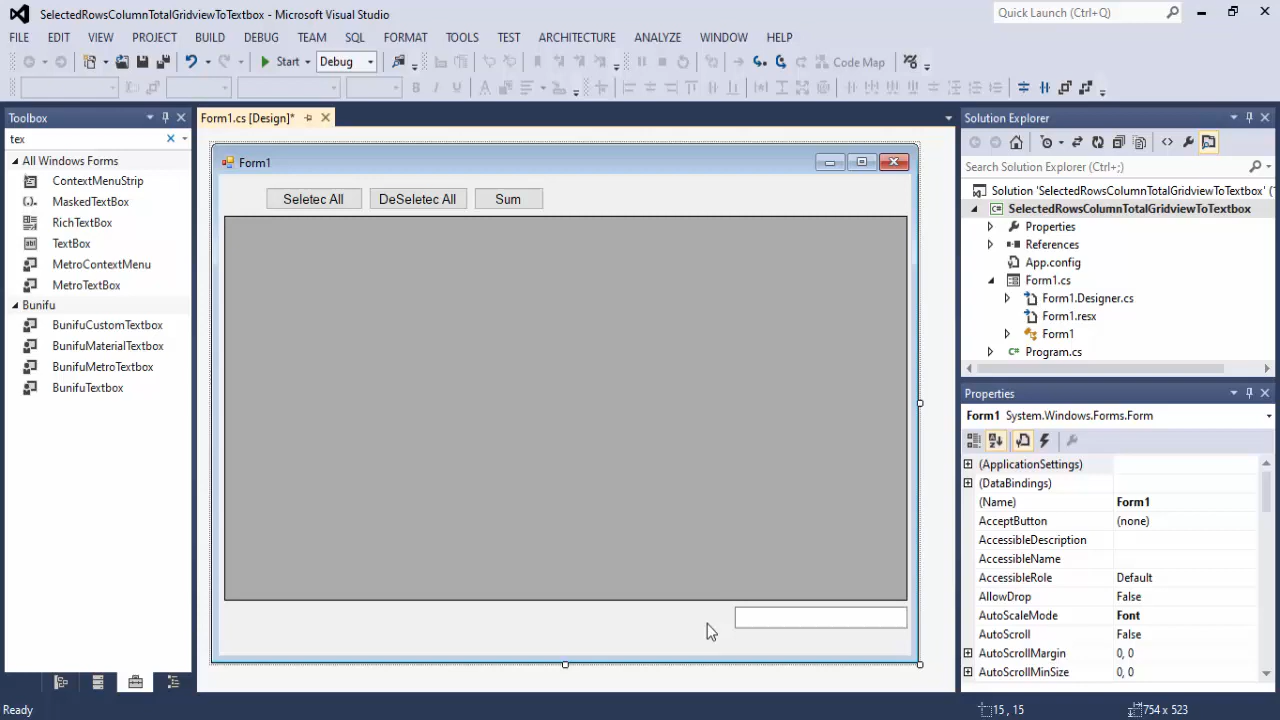 SelectedRowsColumnTotalGridviewToTextbox - Microsoft Visual Studio
Quick Launch (Ctrl+Q)
FILE EDIT VIEW PROJECT BUILD DEBUG TEAM SQL FORMAT TOOLS TEST ARCHITECTURE ANALYZE WINDOW HELP
Start Debug Code Map
Toolbox
tex
All Windows Forms
ContextMenuStrip
MaskedTextBox
RichTextBox
TextBox
MetroContextMenu
MetroTextBox
Bunifu
BunifuCustomTextbox
BunifuMaterialTextbox
BunifuMetroTextbox
BunifuTextbox
Form1.cs [Design]*
Form1
Seletec All DeSeletec All Sum
Solution Explorer
Search Solution Explorer (Ctrl+;)
Solution 'SelectedRowsColumnTotalGridviewToTextbox' (
SelectedRowsColumnTotalGridviewToTextbox
Properties
References
App.config
Form1.cs
Form1.Designer.cs
Form1.resx
Form1
Program.cs
Properties
Form1 System.Windows.Forms.Form
(ApplicationSettings)
(DataBindings)
(Name) Form1
AcceptButton (none)
AccessibleDescription
AccessibleName
AccessibleRole Default
AllowDrop False
AutoScaleMode Font
AutoScroll False
AutoScrollMargin 0, 0
AutoScrollMinSize 0, 0
Ready 15 , 15 754 x 523